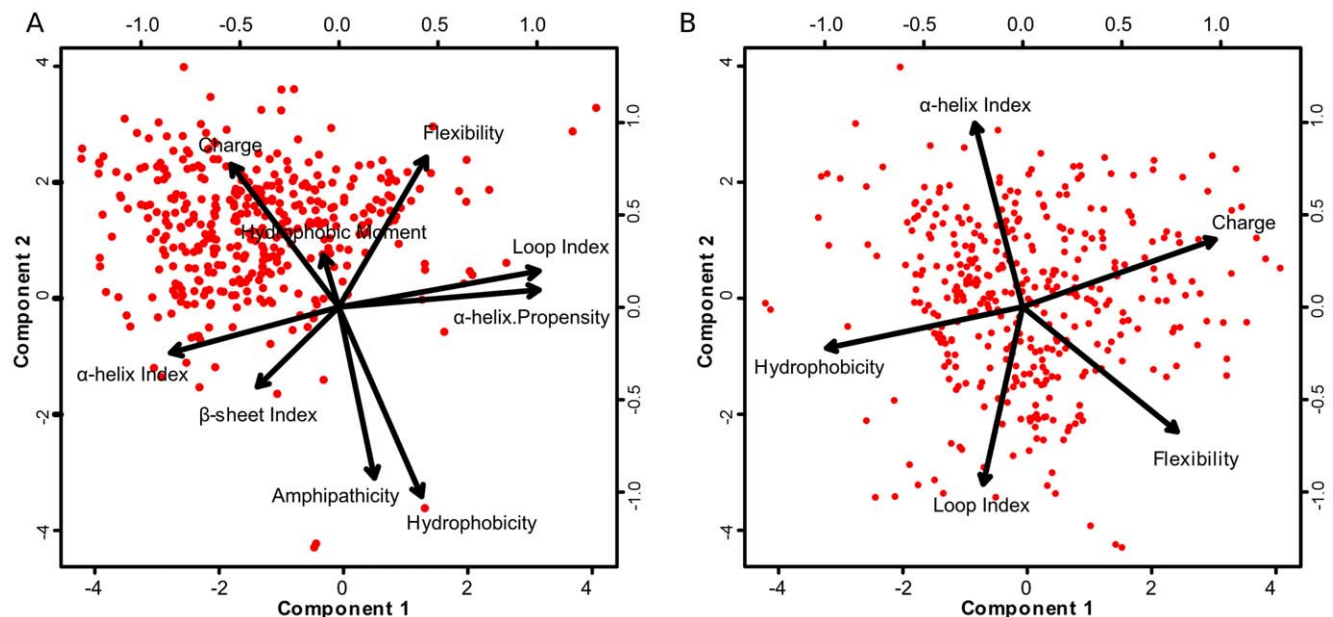 A
-1.0 -0.5 0.0 0.5 1.0
4
2
0
-2
-4
Component 2
Charge
Flexibility
Hydrophobic Moment
Loop Index
α-helix.Propensity
α-helix Index
β-sheet Index
Amphipathicity
Hydrophobicity
1.0
0.5
0.0
-0.5
-1.0
-4 -2 0 2 4
Component 1
B
-1.0 -0.5 0.0 0.5 1.0
4
2
0
-2
-4
Component 2
α-helix Index
Charge
Hydrophobicity
Flexibility
Loop Index
1.0
0.5
0.0
-0.5
-1.0
-4 -2 0 2 4
Component 1